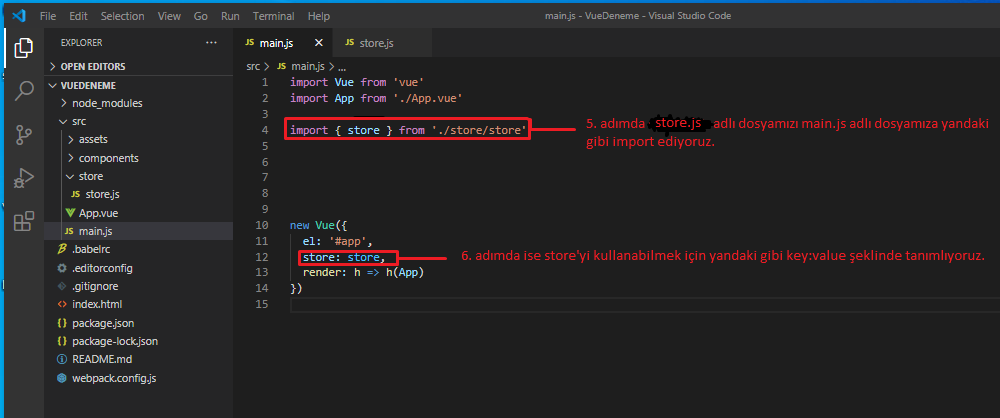 File Edit Selection View Go Run Terminal Help main.js - VueDeneme - Visual Studio Code
EXPLORER ···
OPEN EDITORS
VUEDENEME
node_modules
src
assets
components
store
JS store.js
App.vue
JS main.js
.babelrc
.editorconfig
.gitignore
index.html
package.json
package-lock.json
README.md
webpack.config.js
JS main.js × JS store.js
src > JS main.js > ...
1 import Vue from 'vue'
2 import App from './App.vue'
3
4 import { store } from './store/store'
5
6
7
8
9
10 new Vue({
11 el: '#app',
12 store: store,
13 render: h => h(App)
14 })
15
5. adımda store.js adlı dosyamızı main.js adlı dosyamıza yandaki
gibi import ediyoruz.
6. adımda ise store'yi kullanabilmek için yandaki gibi key:value şeklinde tanımlıyoruz.